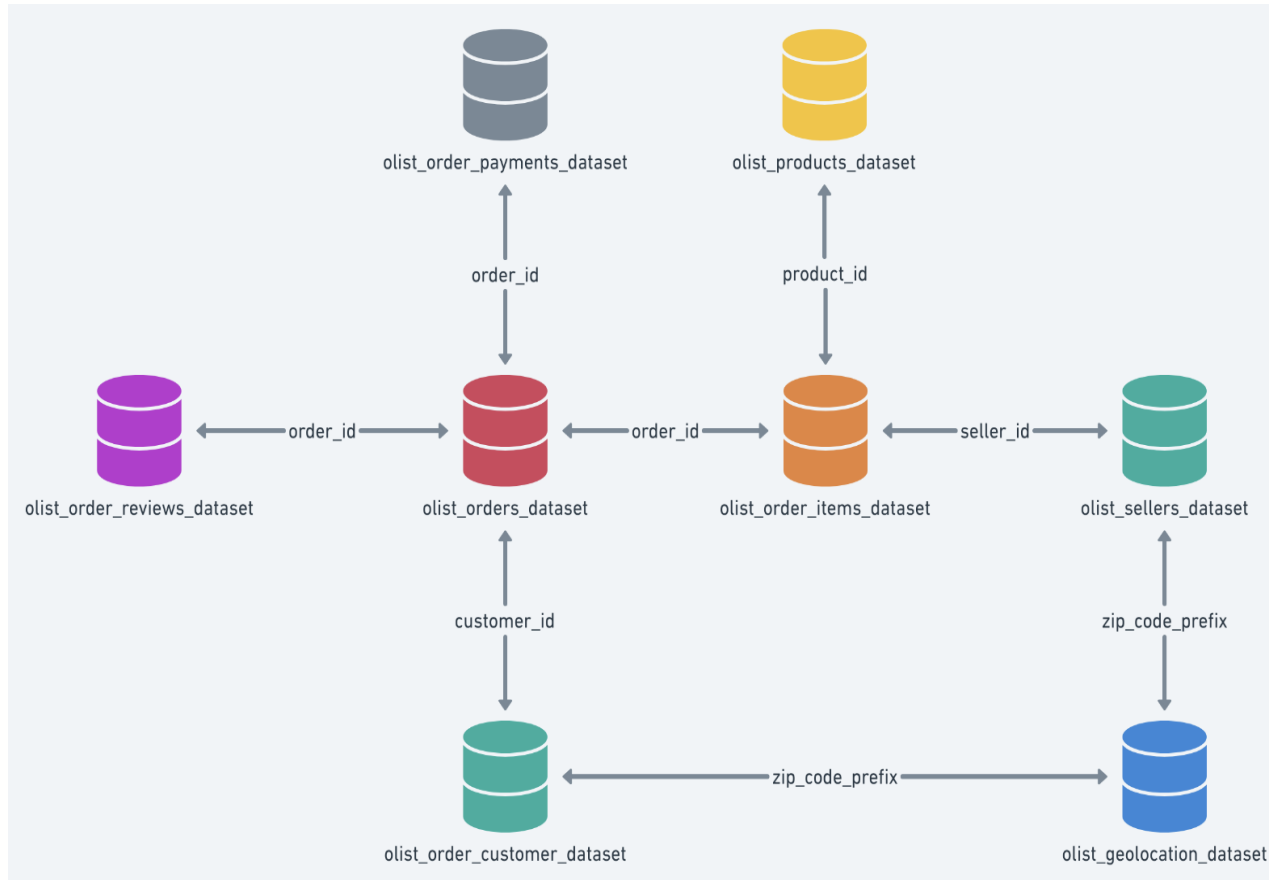 olist_order_payments_dataset
olist_products_dataset
order_id
product_id
order_id
order_id
seller_id
olist_order_reviews_dataset
olist_orders_dataset
olist_order_items_dataset
olist_sellers_dataset
customer_id
zip_code_prefix
zip_code_prefix
olist_order_customer_dataset
olist_geolocation_dataset